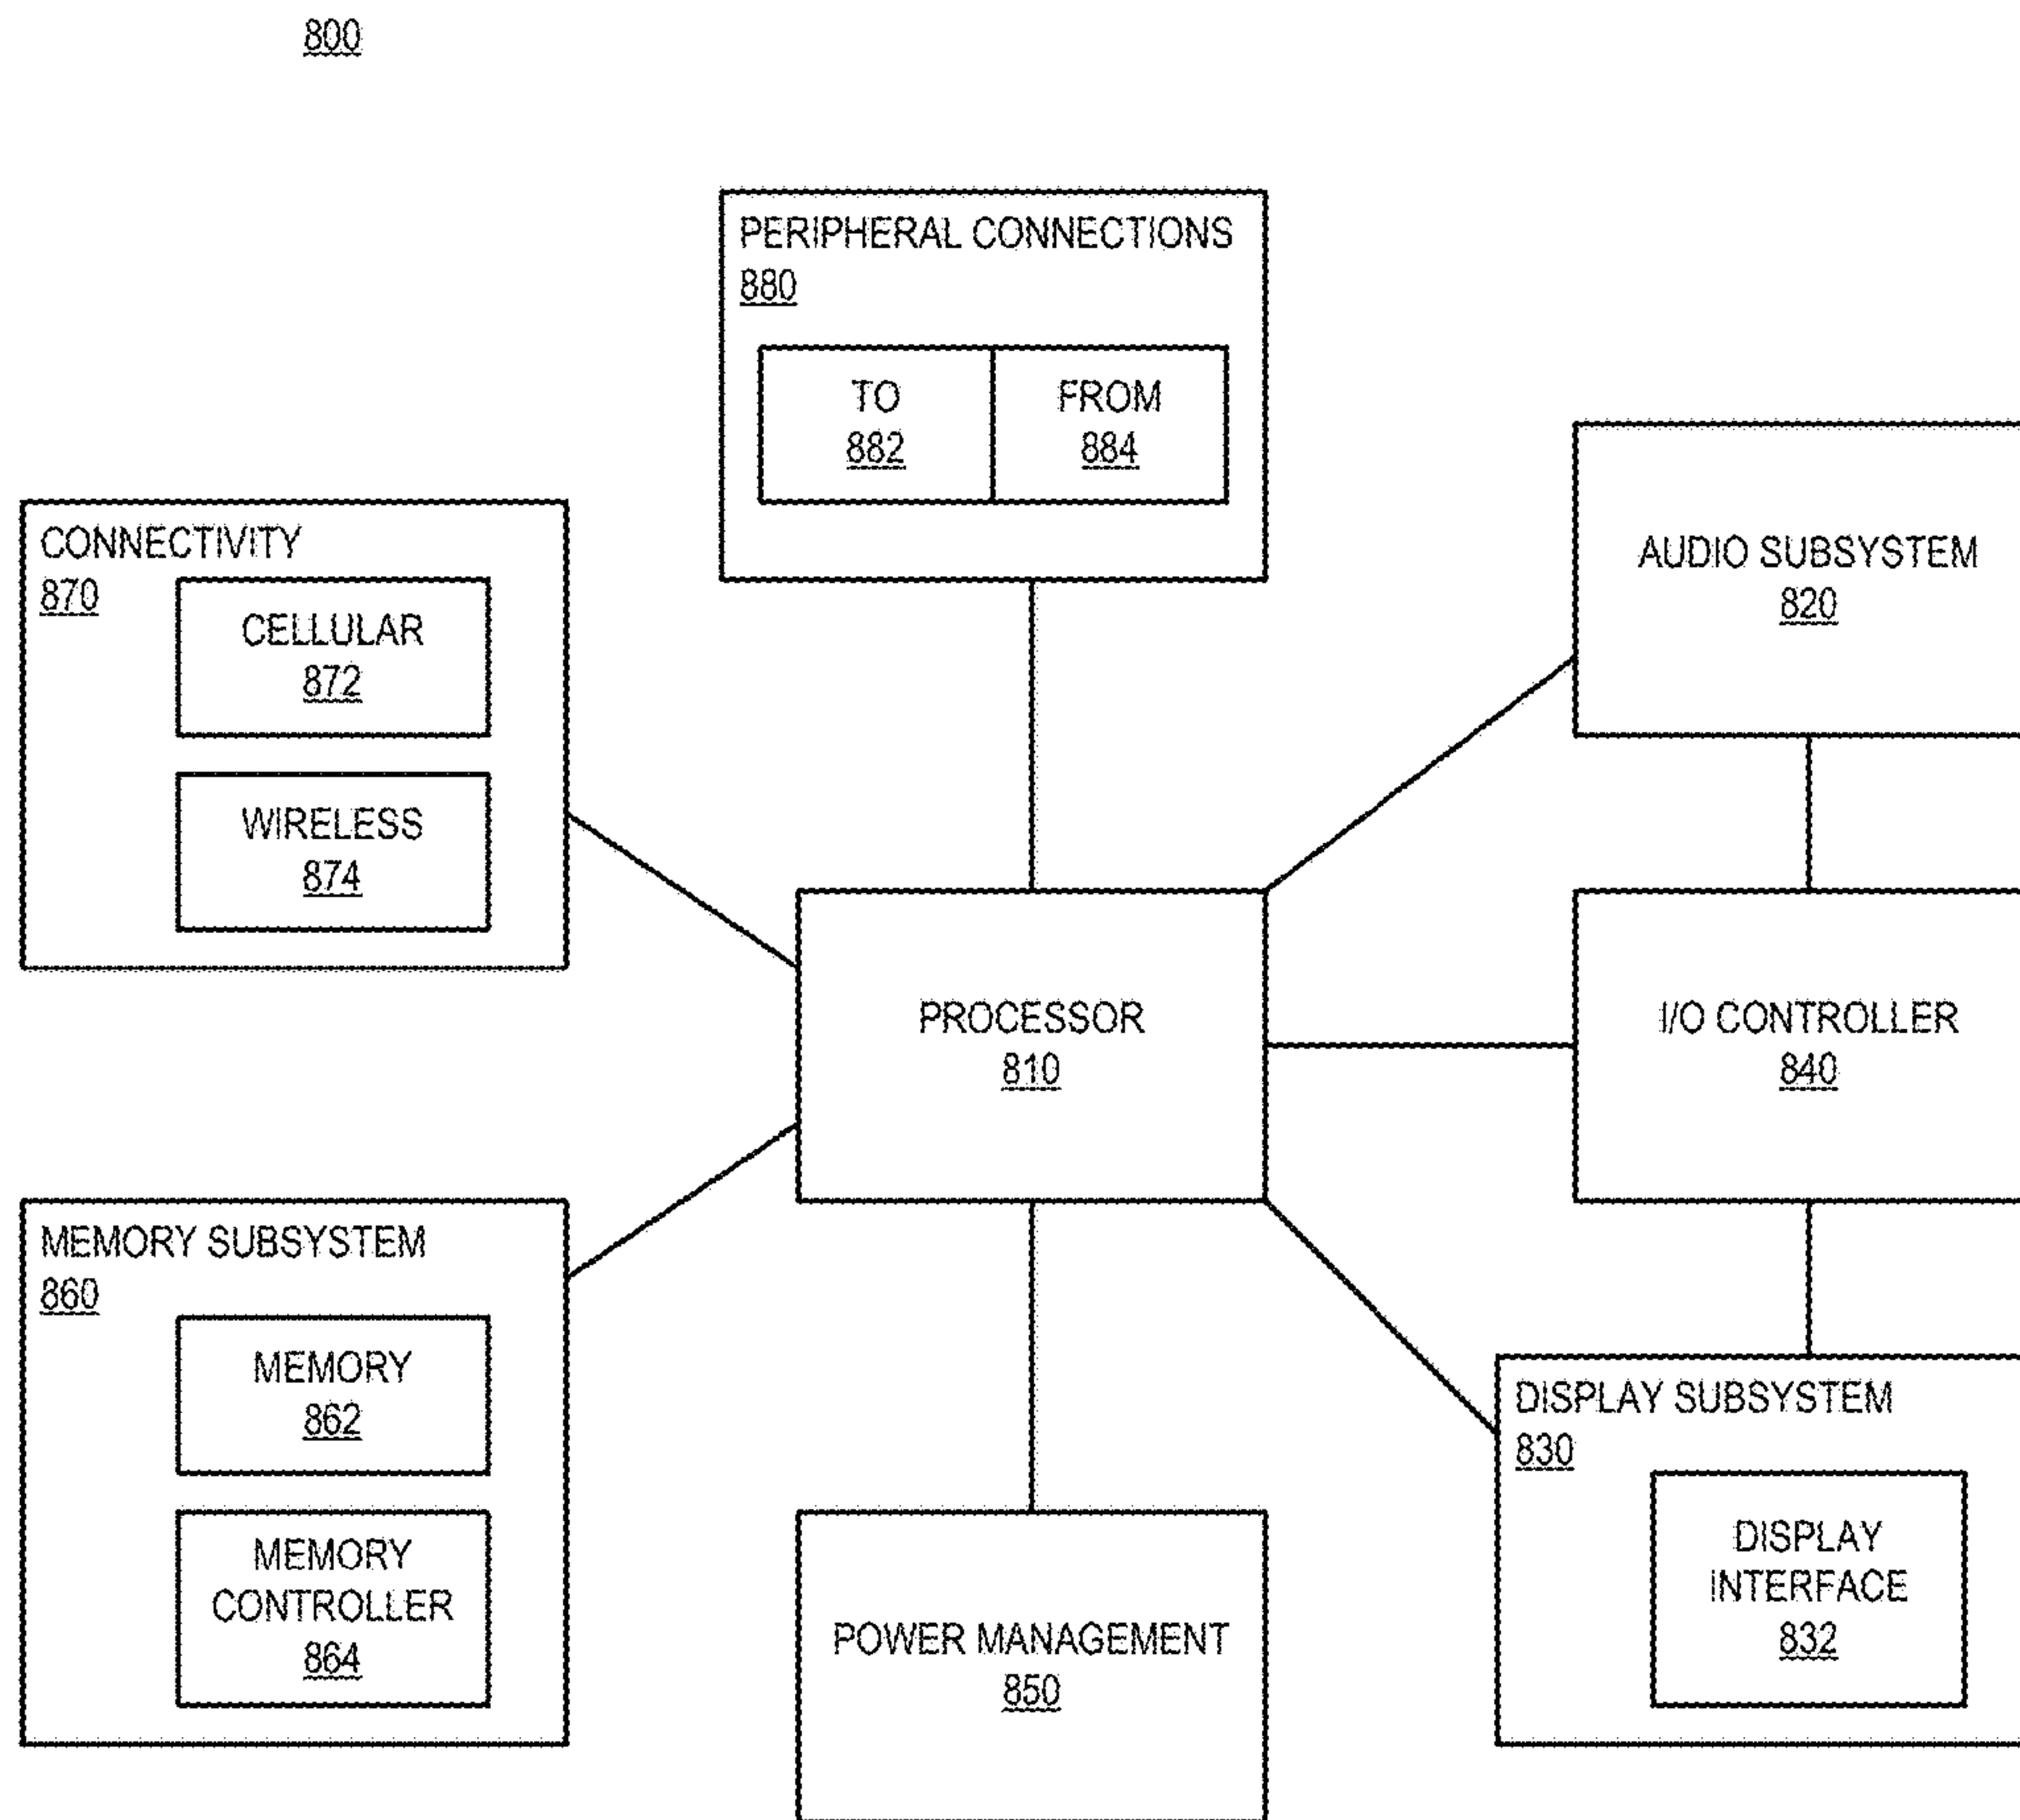 800
PERIPHERAL CONNECTIONS
880
TO
882
FROM
884
CONNECTIVITY
870
CELLULAR
872
WIRELESS
874
AUDIO SUBSYSTEM
820
PROCESSOR
810
I/O CONTROLLER
840
MEMORY SUBSYSTEM
860
MEMORY
862
MEMORY
CONTROLLER
864
POWER MANAGEMENT
850
DISPLAY SUBSYSTEM
830
DISPLAY
INTERFACE
832